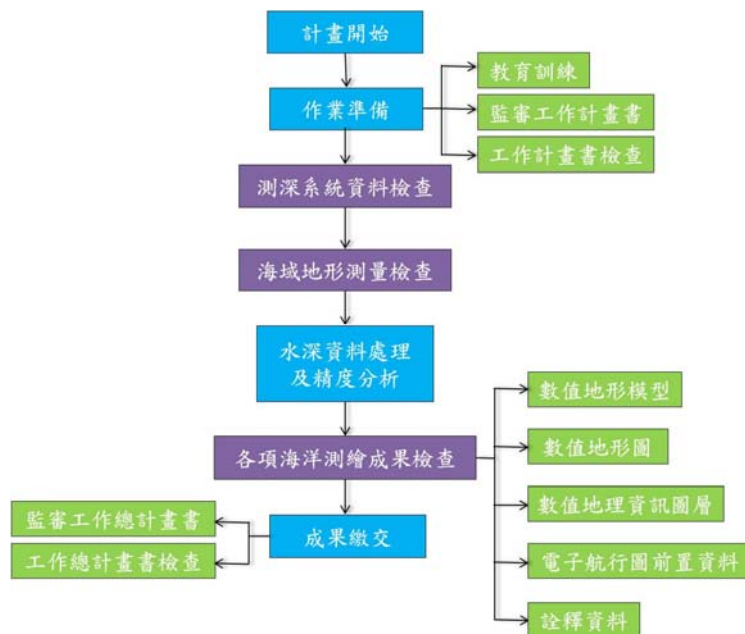 計畫開始
作業準備
教育訓練
監審工作計畫書
工作計畫書檢查
測深系統資料檢查
海域地形測量檢查
水深資料處理
及精度分析
各項海洋測繪成果檢查
數值地形模型
數值地形圖
數值地理資訊圖層
電子航行圖前置資料
詮釋資料
成果繳交
監審工作總計畫書
工作總計畫書檢查